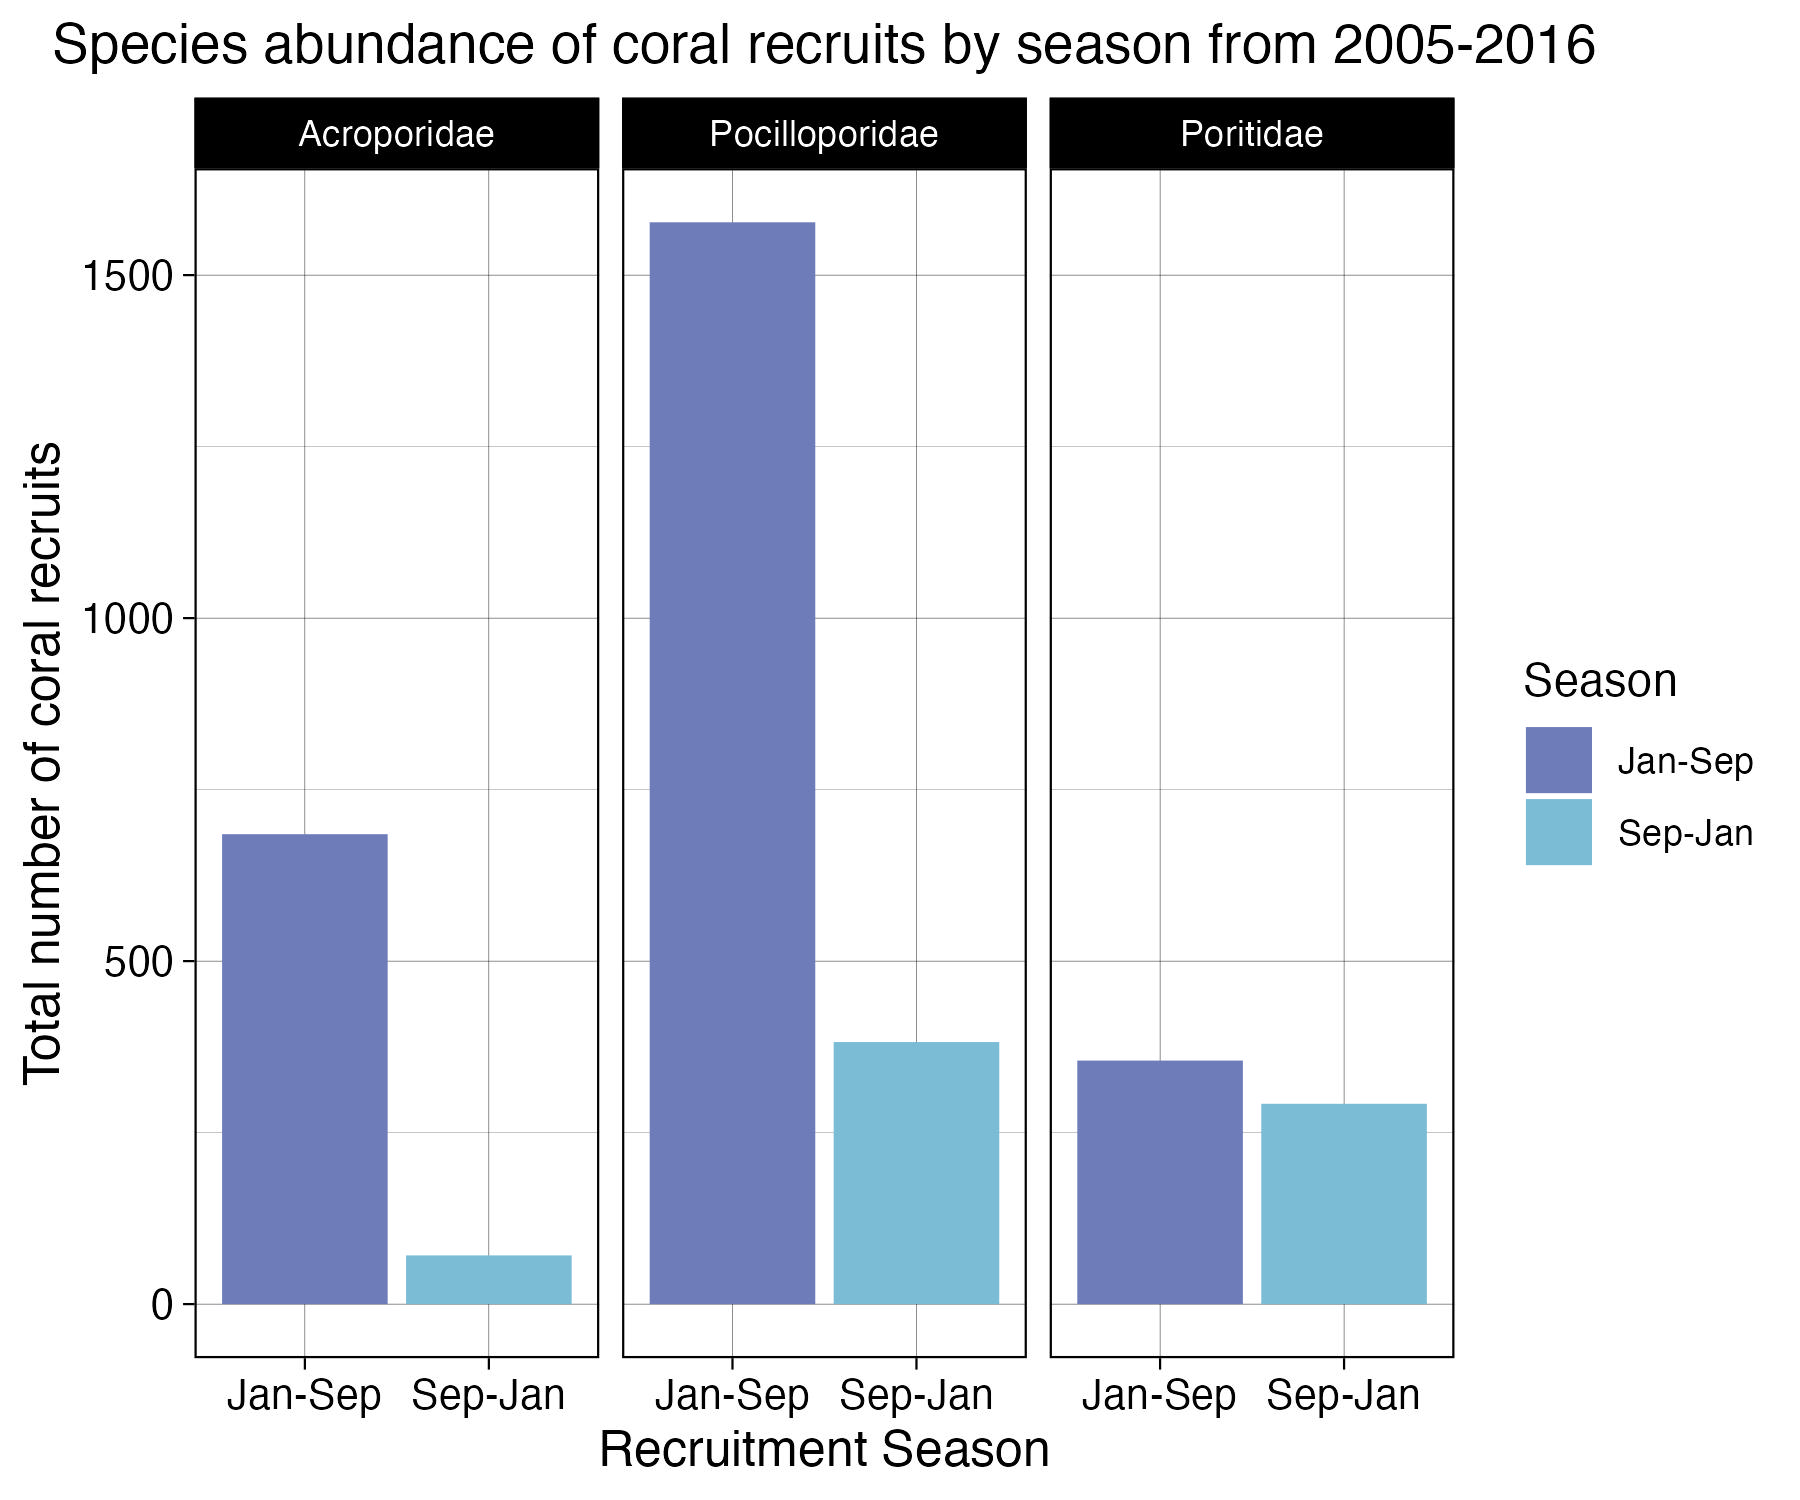 Species abundance of coral recruits by season from 2005-2016
Acroporidae
Pocilloporidae
Poritidae
Total number of coral recruits
1500
1000
500
0
Jan-Sep
Sep-Jan
Jan-Sep
Sep-Jan
Jan-Sep
Sep-Jan
Recruitment Season
Season
Jan-Sep
Sep-Jan